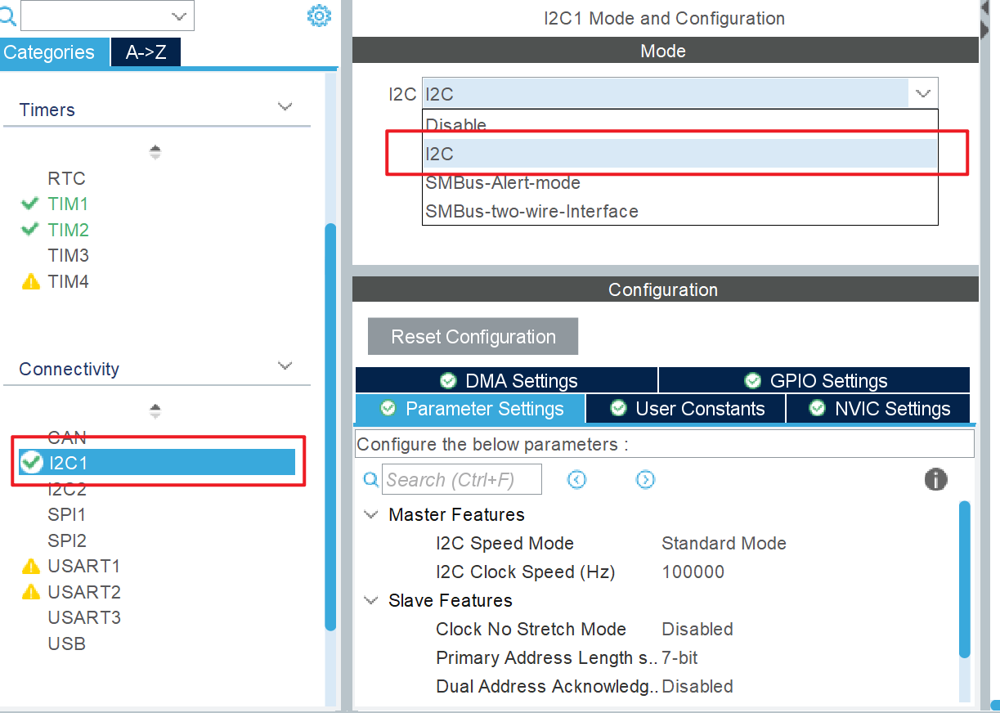 Categories
A->Z
Timers
RTC
TIM1
TIM2
TIM3
TIM4
Connectivity
CAN
I2C1
I2C2
SPI1
SPI2
USART1
USART2
USART3
USB
I2C1 Mode and Configuration
Mode
I2C I2C
Disable
I2C
SMBus-Alert-mode
SMBus-two-wire-Interface
Configuration
Reset Configuration
DMA Settings GPIO Settings
Parameter Settings User Constants NVIC Settings
Configure the below parameters :
Search (Ctrl+F)
Master Features
I2C Speed Mode Standard Mode
I2C Clock Speed (Hz) 100000
Slave Features
Clock No Stretch Mode Disabled
Primary Address Length s.. 7-bit
Dual Address Acknowledg.. Disabled